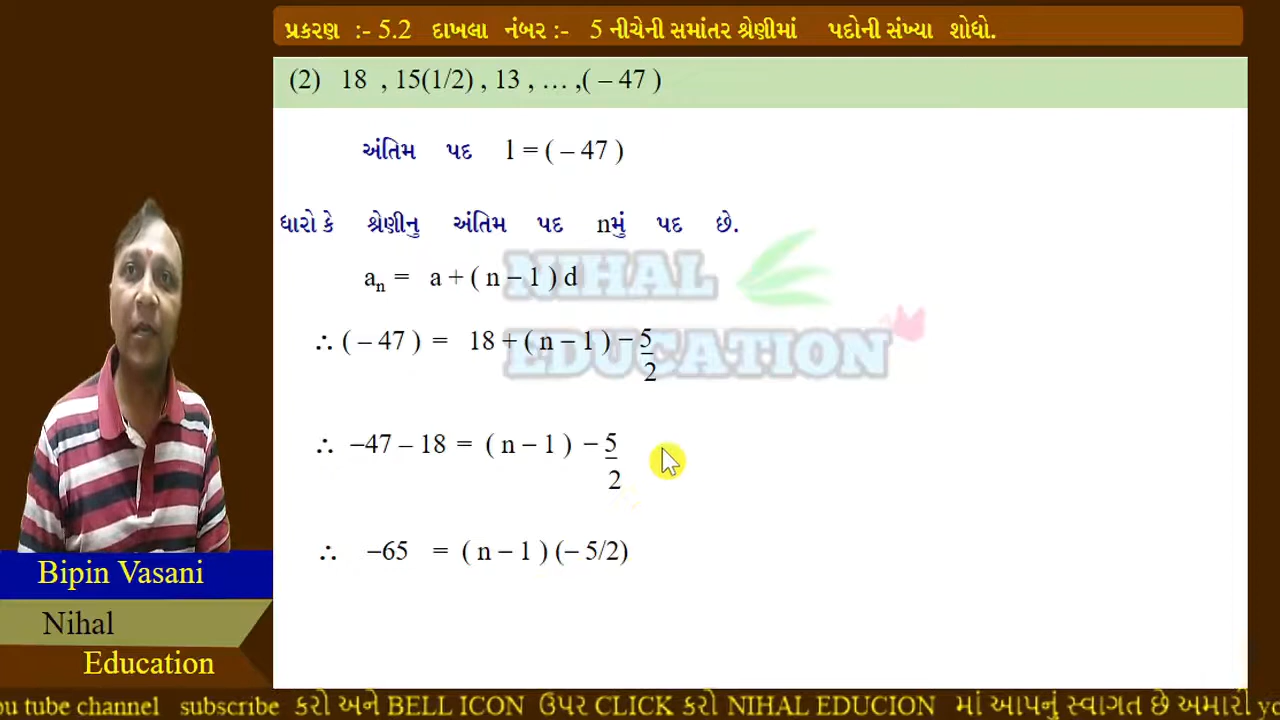 પ્રકરણ :- 5.2 દાખલા નંબર :- 5 નીચેની સમાંતર શ્રેણીમાં પદોની સંખ્યા શોધો.
(2) 18 , 15(1/2) , 13 , … ,( – 47 )
અંતિમ પદ l = ( – 47 )
ધારો કે શ્રેણીનુ અંતિમ પદ nમું પદ છે.
aₙ = a + ( n – 1 ) d
NIHAL
∴ ( – 47 ) = 18 + ( n – 1 ) – 5
2
EDUCATION
∴ –47 – 18 = ( n – 1 ) – 5
2
∴ –65 = ( n – 1 ) (– 5/2)
Bipin Vasani
Nihal
Education
ou tube channel subscribe કરો અને BELL ICON ઉપર CLICK કરો NIHAL EDUCION માં આપનું સ્વાગત છે અમારી yo